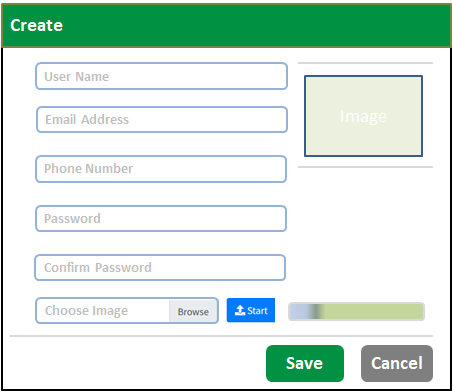 Create
User Name
Image
Email Address
Phone Number
Password
Confirm Password
Choose Image Browse Start
Save Cancel